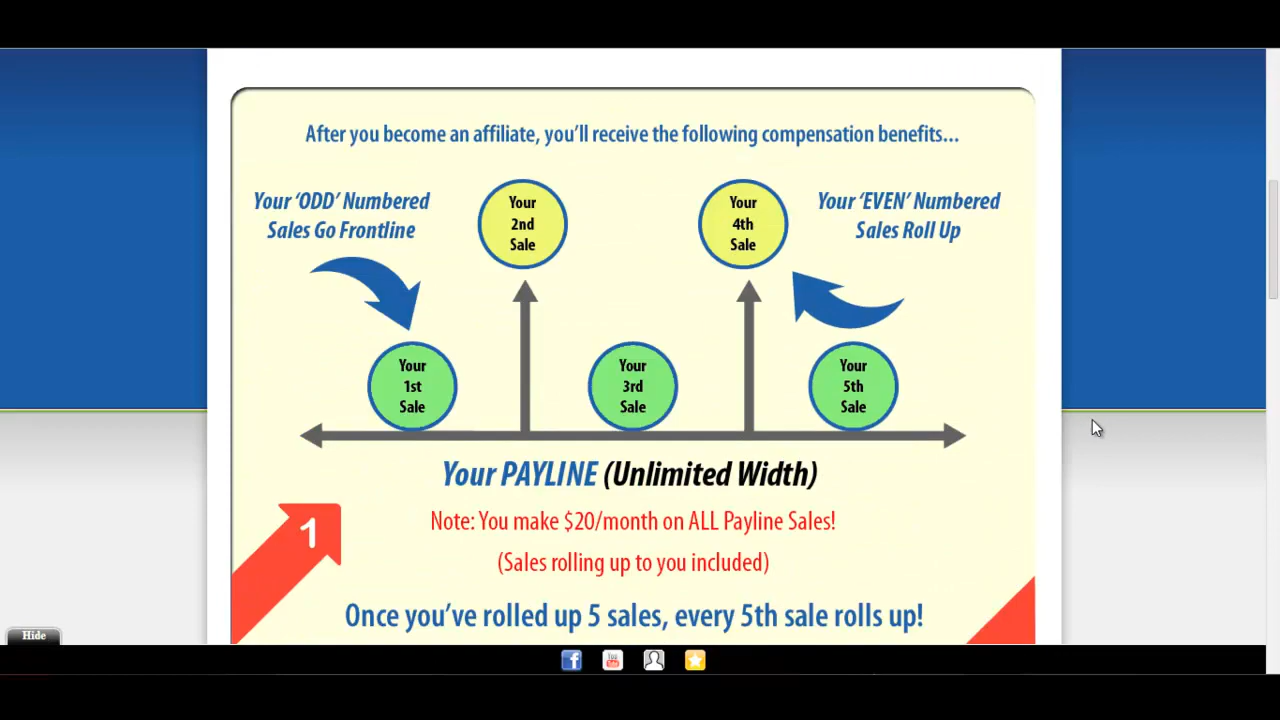 After you become an affiliate, you'll receive the following compensation benefits...
Your 'ODD' Numbered
Sales Go Frontline
Your
2nd
Sale
Your
4th
Sale
Your 'EVEN' Numbered
Sales Roll Up
Your
1st
Sale
Your
3rd
Sale
Your
5th
Sale
Your PAYLINE (Unlimited Width)
1
Note: You make $20/month on ALL Payline Sales!
(Sales rolling up to you included)
Once you've rolled up 5 sales, every 5th sale rolls up!
Hide
f
You
Tube